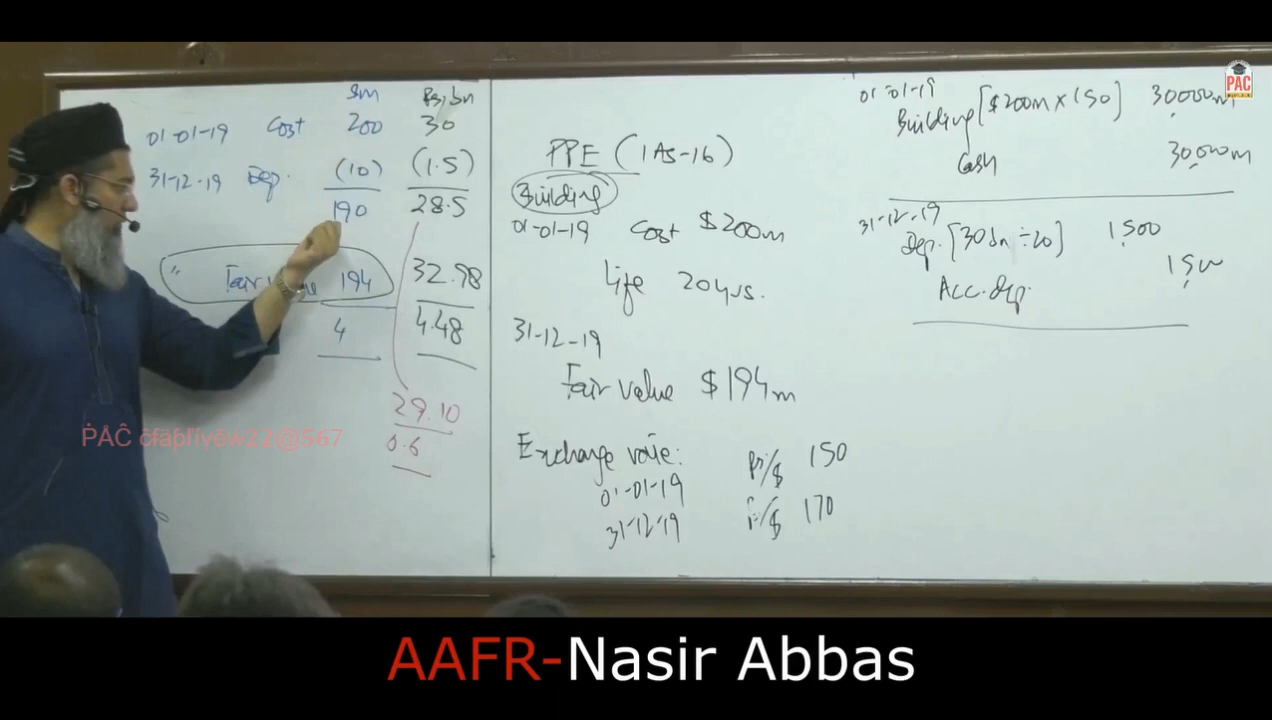 $m Rs/bn
01-01-19 Cost 200 30
31-12-19 Dep. (10) (1.5)
190 28.5
" Fair value 194 32.98
4 4.48
29.10
0.6
PPE (IAS-16)
Building
01-01-19 Cost $200m
Life 20 yrs.
31-12-19
Fair value $194m
Exchange rate:
01-01-19 Rs/$ 150
31-12-19 Rs/$ 170
01-01-19
Building [$200m x 150] 30,000m
Cash 30,000m
31-12-19
Dep. [30bn ÷ 20] 1,500
Acc. dep. 1,500
PAC
AAFR-Nasir Abbas